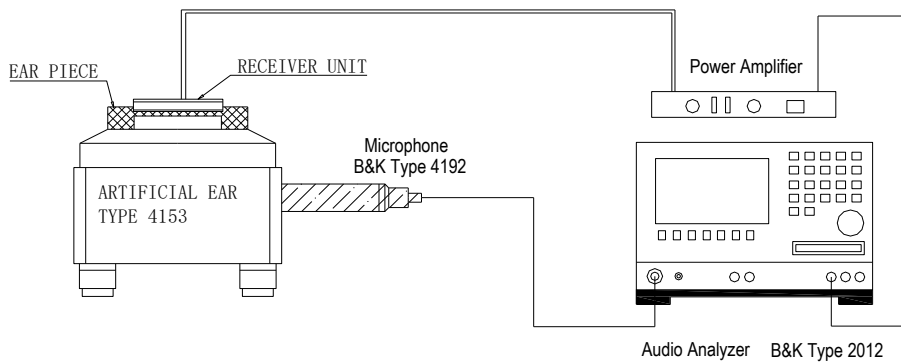 EAR PIECE
RECEIVER UNIT
Power Amplifier
Microphone
B&K Type 4192
ARTIFICIAL EAR
TYPE 4153
Audio Analyzer B&K Type 2012